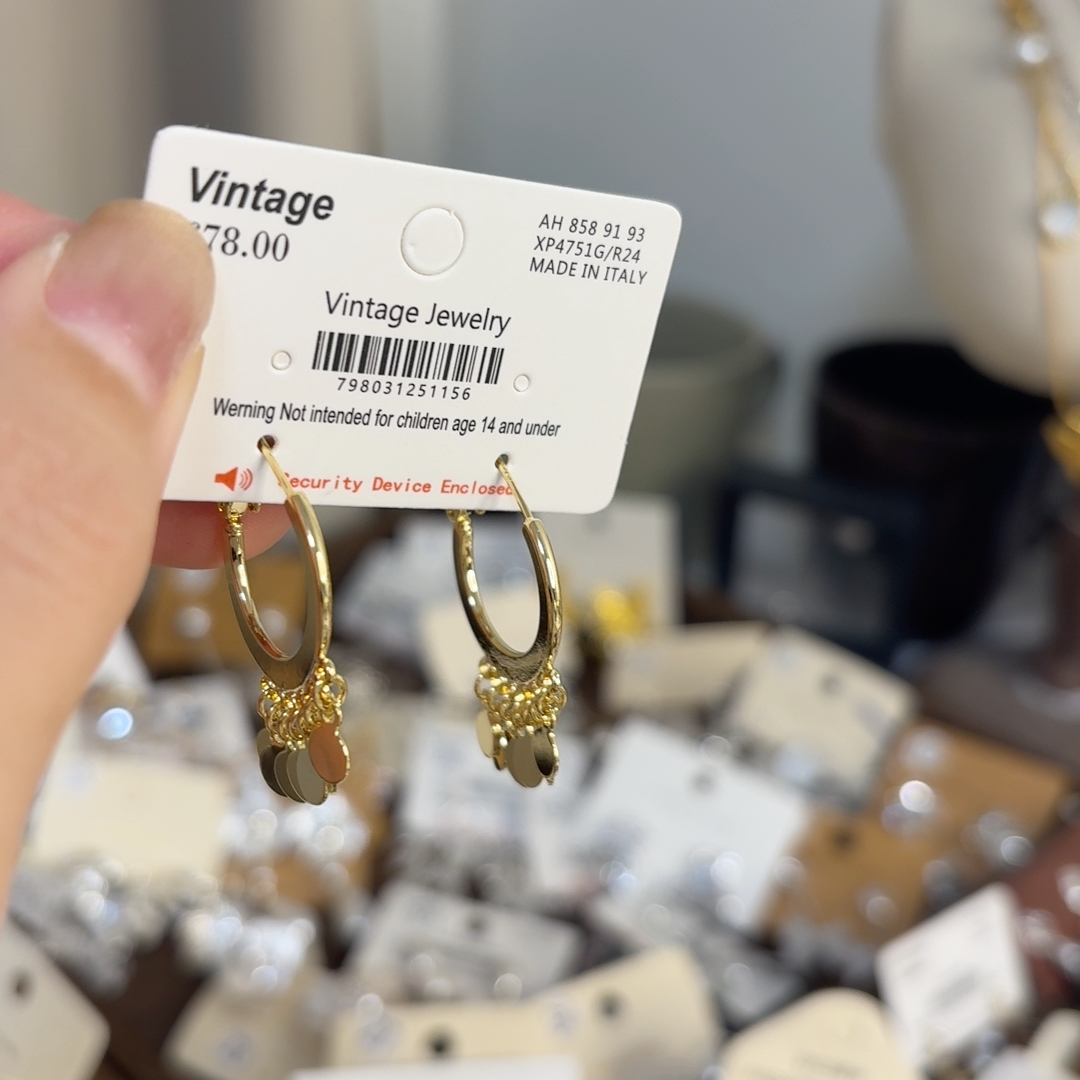 Vintage
78.00
AH 858 91 93
XP4751G/R24
MADE IN ITALY
Vintage Jewelry
798031251156
Werning Not intended for children age 14 and under
Security Device Enclosed